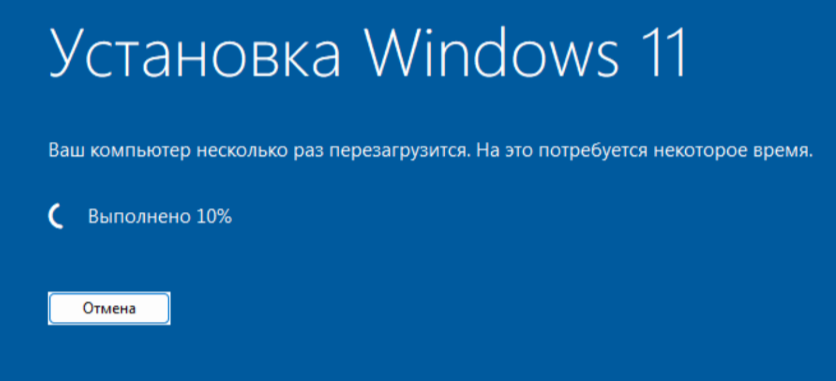 Установка Windows 11
Ваш компьютер несколько раз перезагрузится. На это потребуется некоторое время.
Выполнено 10%
Отмена